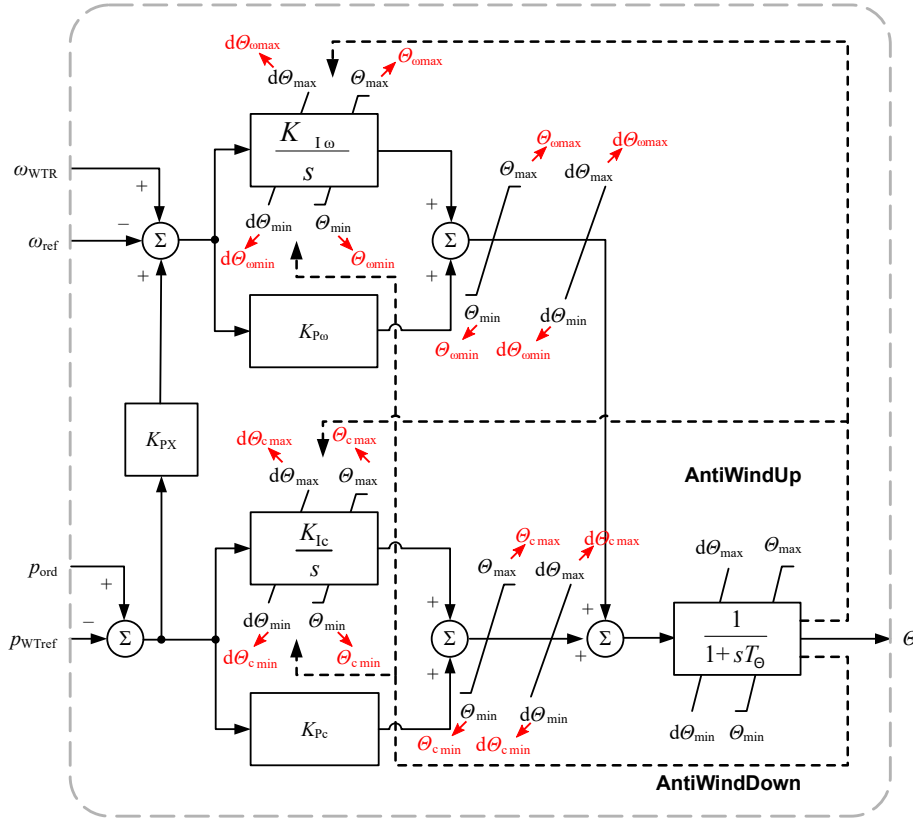 dΘωmax
Θωmax
dΘmax
Θmax
K Iω
s
ωWTR
+
−
ωref
Σ
+
dΘmin
Θmin
dΘωmin
Θωmin
KPω
+
Σ
+
Θωmax
dΘωmax
Θmax
dΘmax
Θmin
dΘmin
Θωmin
dΘωmin
KPX
dΘc max
Θc max
dΘmax
Θmax
KIc
s
AntiWindUp
pord
+
−
pWTref
Σ
dΘmin
Θmin
dΘc min
Θc min
KPc
+
Σ
+
Θc max
dΘc max
Θmax
dΘmax
Θmin
dΘmin
Θc min
dΘc min
+
+
Σ
dΘmax
Θmax
1
1+sTΘ
Θ
dΘmin
Θmin
AntiWindDown